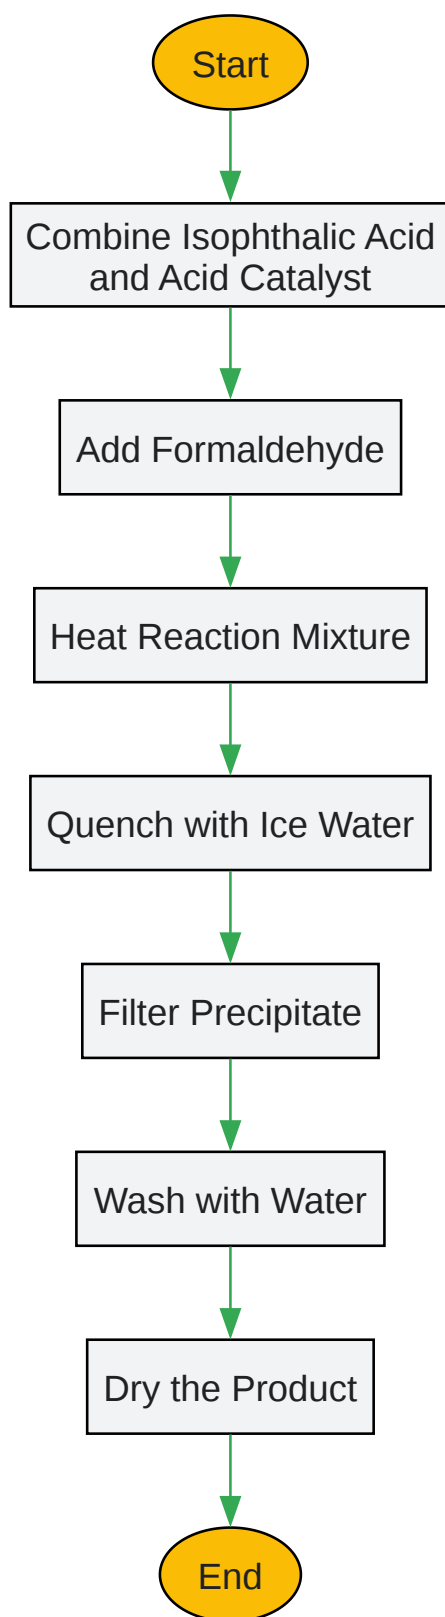 Start
Combine Isophthalic Acid
and Acid Catalyst
Add Formaldehyde
Heat Reaction Mixture
Quench with Ice Water
Filter Precipitate
Wash with Water
Dry the Product
End